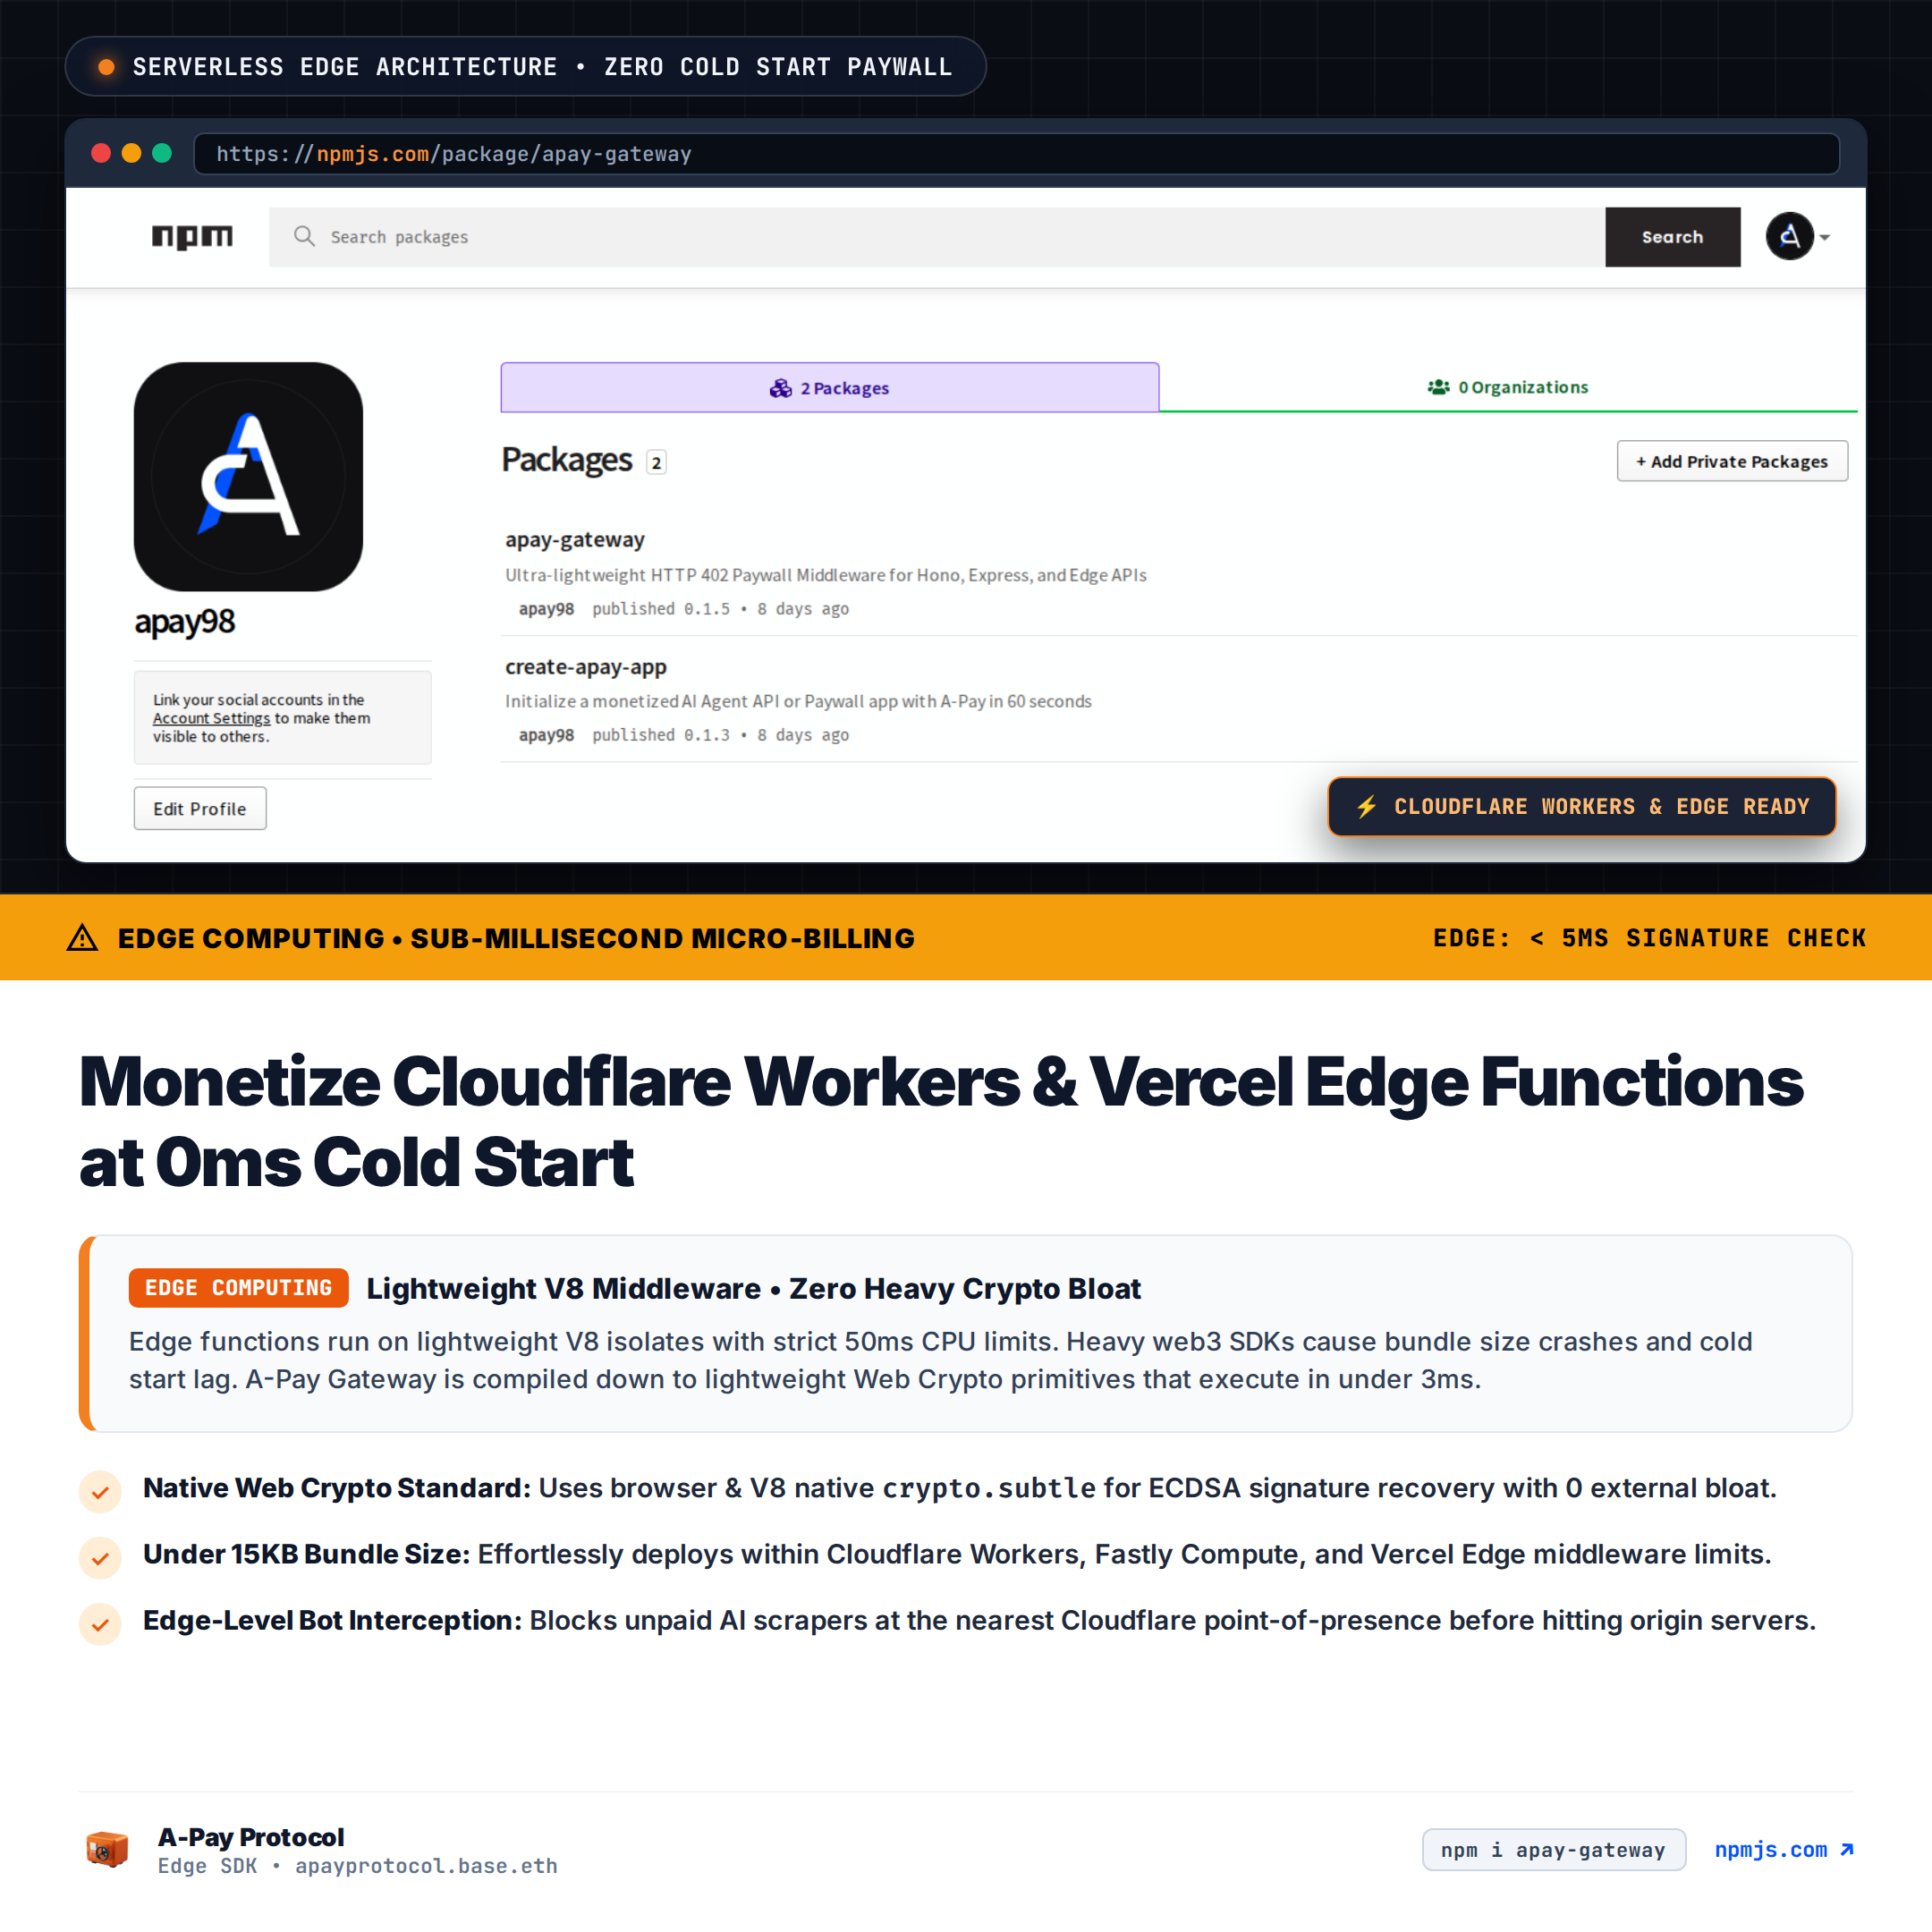 SERVERLESS EDGE ARCHITECTURE • ZERO COLD START PAYWALL
https://npmjs.com/package/apay-gateway
npm
Search packages
Search
2 Packages
0 Organizations
Packages 2
+ Add Private Packages
apay-gateway
Ultra-lightweight HTTP 402 Paywall Middleware for Hono, Express, and Edge APIs
apay98 published 0.1.5 • 8 days ago
apay98
create-apay-app
Initialize a monetized AI Agent API or Paywall app with A-Pay in 60 seconds
apay98 published 0.1.3 • 8 days ago
Link your social accounts in the
Account Settings to make them
visible to others.
Edit Profile
⚡ CLOUDFLARE WORKERS & EDGE READY
EDGE COMPUTING • SUB-MILLISECOND MICRO-BILLING
EDGE: < 5MS SIGNATURE CHECK
Monetize Cloudflare Workers & Vercel Edge Functions
at 0ms Cold Start
EDGE COMPUTING Lightweight V8 Middleware • Zero Heavy Crypto Bloat
Edge functions run on lightweight V8 isolates with strict 50ms CPU limits. Heavy web3 SDKs cause bundle size crashes and cold
start lag. A-Pay Gateway is compiled down to lightweight Web Crypto primitives that execute in under 3ms.
Native Web Crypto Standard: Uses browser & V8 native crypto.subtle for ECDSA signature recovery with 0 external bloat.
Under 15KB Bundle Size: Effortlessly deploys within Cloudflare Workers, Fastly Compute, and Vercel Edge middleware limits.
Edge-Level Bot Interception: Blocks unpaid AI scrapers at the nearest Cloudflare point-of-presence before hitting origin servers.
A-Pay Protocol
Edge SDK • apayprotocol.base.eth
npm i apay-gateway
npmjs.com ↗